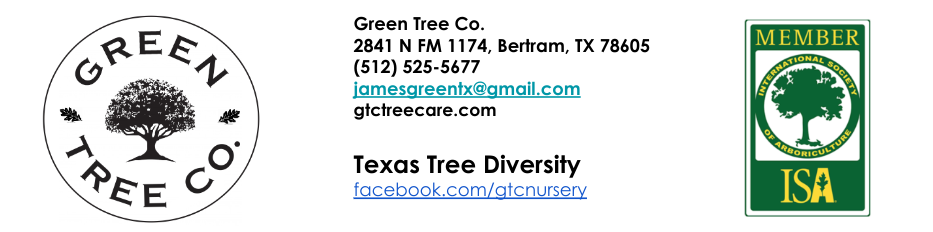 GREEN
TREE CO.
Green Tree Co.
2841 N FM 1174, Bertram, TX 78605
(512) 525-5677
jamesgreentx@gmail.com
gtctreecare.com
Texas Tree Diversity
facebook.com/gtcnursery
MEMBER
INTERNATIONAL SOCIETY
OF ARBORICULTURE
ISA